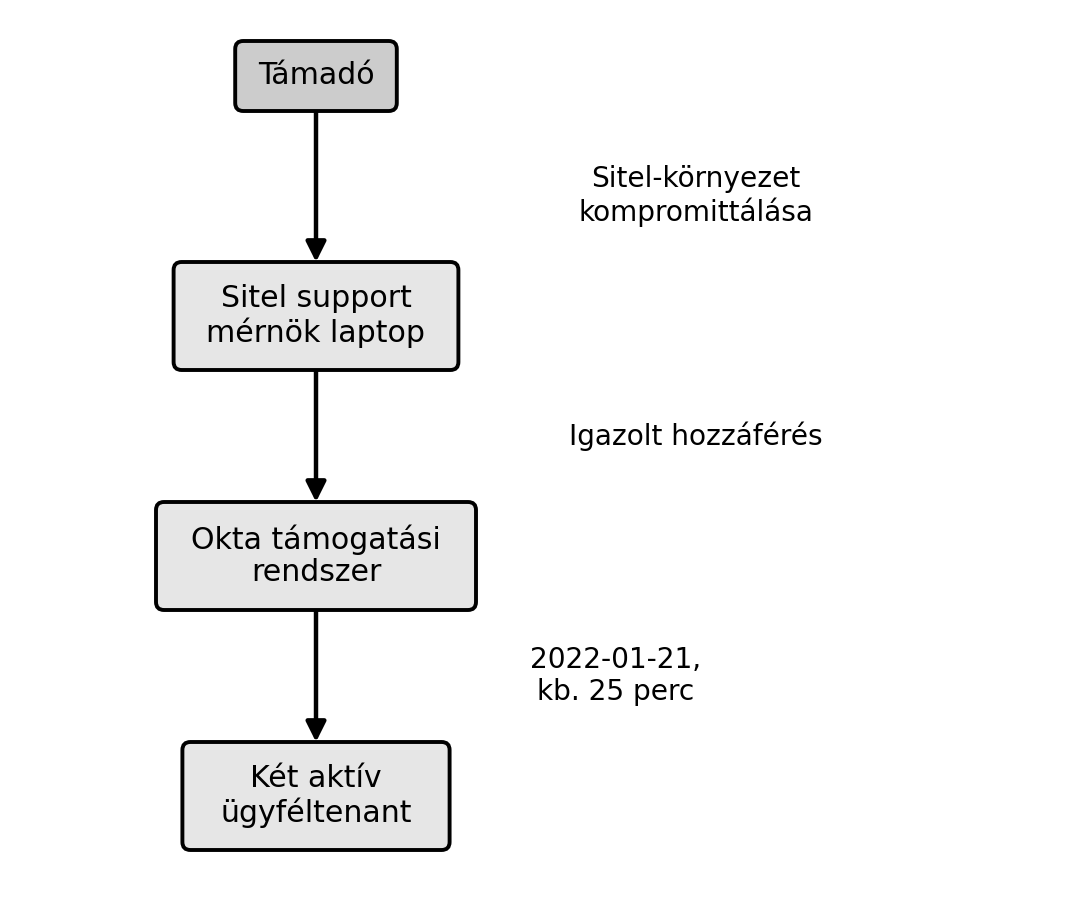 Támadó
Sitel-környezet
kompromittálása
Sitel support
mérnök laptop
Igazolt hozzáférés
Okta támogatási
rendszer
2022-01-21,
kb. 25 perc
Két aktív
ügyféltenant